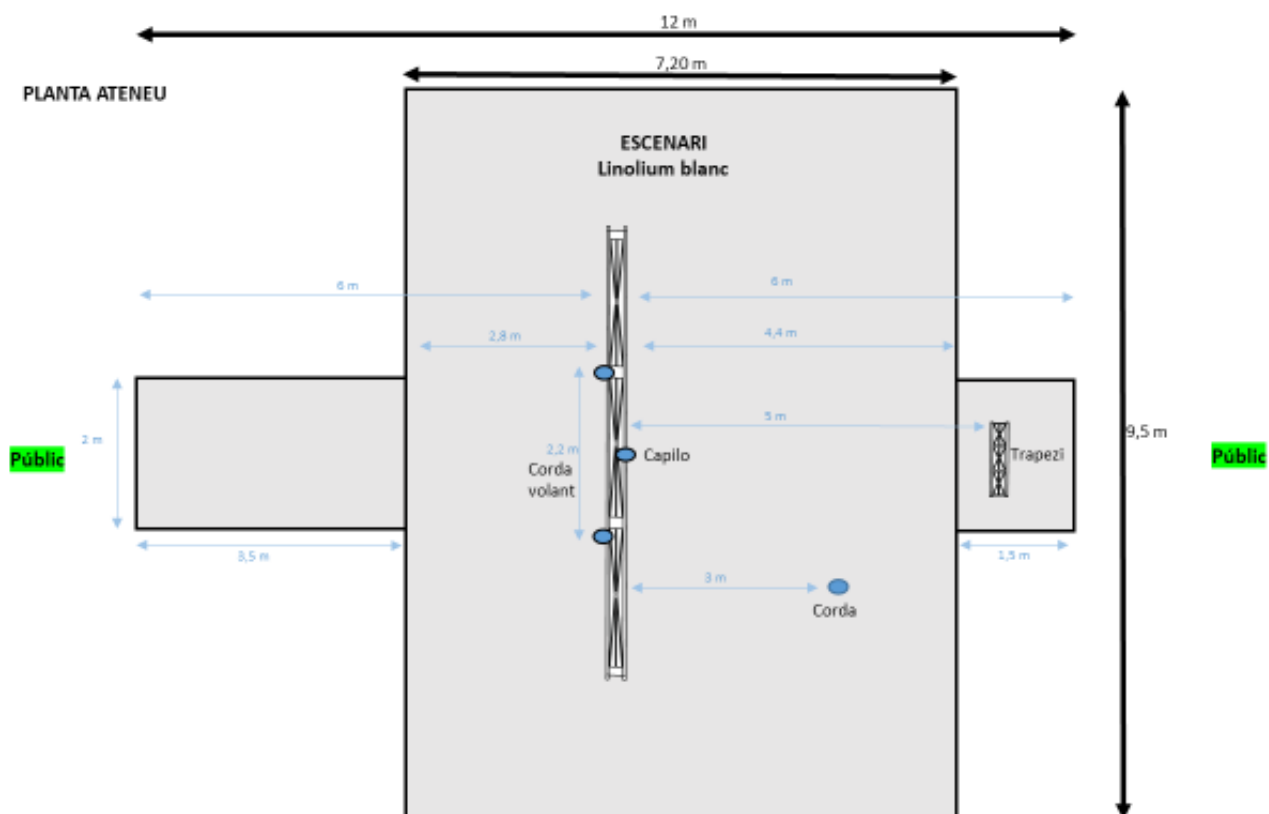 12 m
7,20 m
PLANTA ATENEU
ESCENARI
Linolium blanc
6 m
6 m
2,8 m
4,4 m
5 m
9,5 m
2 m
Públic
2,2 m
Corda
volant
Capilo
Trapezi
Públic
3,5 m
1,5 m
3 m
Corda